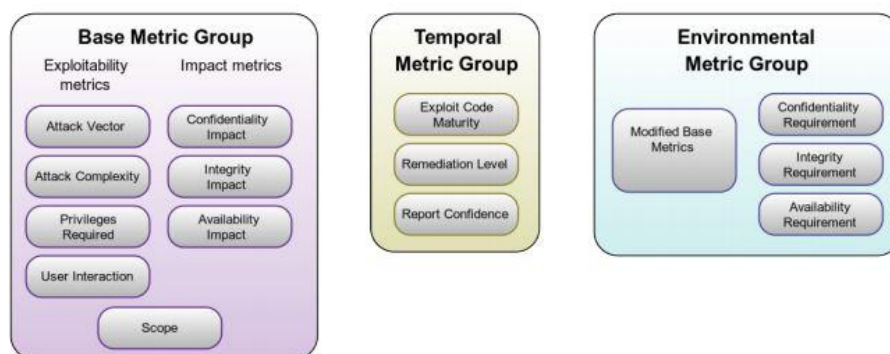 Base Metric Group
Exploitability
metrics
Impact metrics
Attack Vector
Attack Complexity
Privileges
Required
User Interaction
Confidentiality
Impact
Integrity
Impact
Availability
Impact
Scope
Temporal
Metric Group
Exploit Code
Maturity
Remediation Level
Report Confidence
Environmental
Metric Group
Modified Base
Metrics
Confidentiality
Requirement
Integrity
Requirement
Availability
Requirement